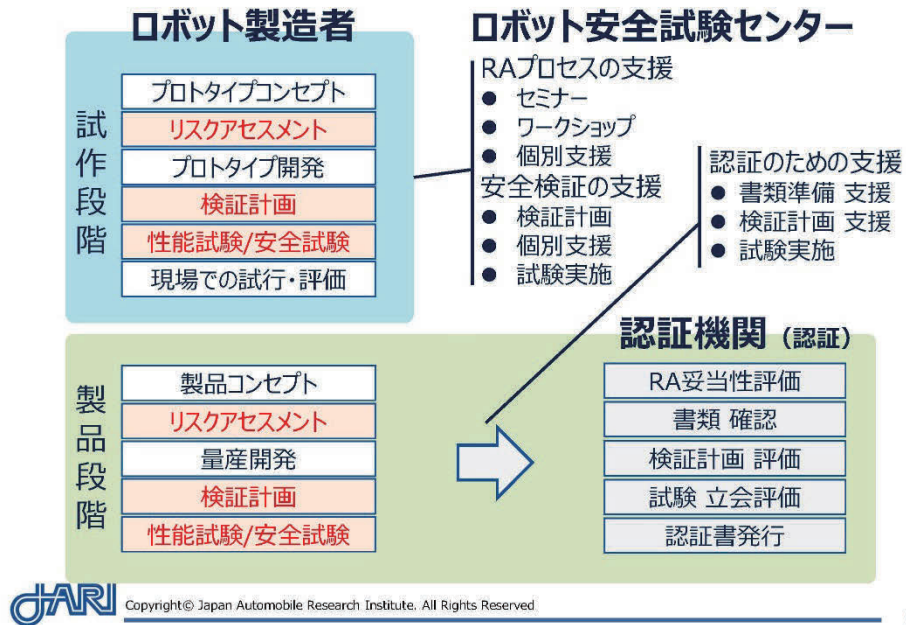 ロボット製造者
試作段階
プロトタイプコンセプト
リスクアセスメント
プロトタイプ開発
検証計画
性能試験/安全試験
現場での試行・評価
ロボット安全試験センター
RAプロセスの支援
● セミナー
● ワークショップ
● 個別支援
安全検証の支援
● 検証計画
● 個別支援
● 試験実施
認証のための支援
● 書類準備 支援
● 検証計画 支援
● 試験実施
製品段階
製品コンセプト
リスクアセスメント
量産開発
検証計画
性能試験/安全試験
認証機関（認証）
RA妥当性評価
書類 確認
検証計画 評価
試験 立会評価
認証書発行
JARI
Copyright© Japan Automobile Research Institute. All Rights Reserved